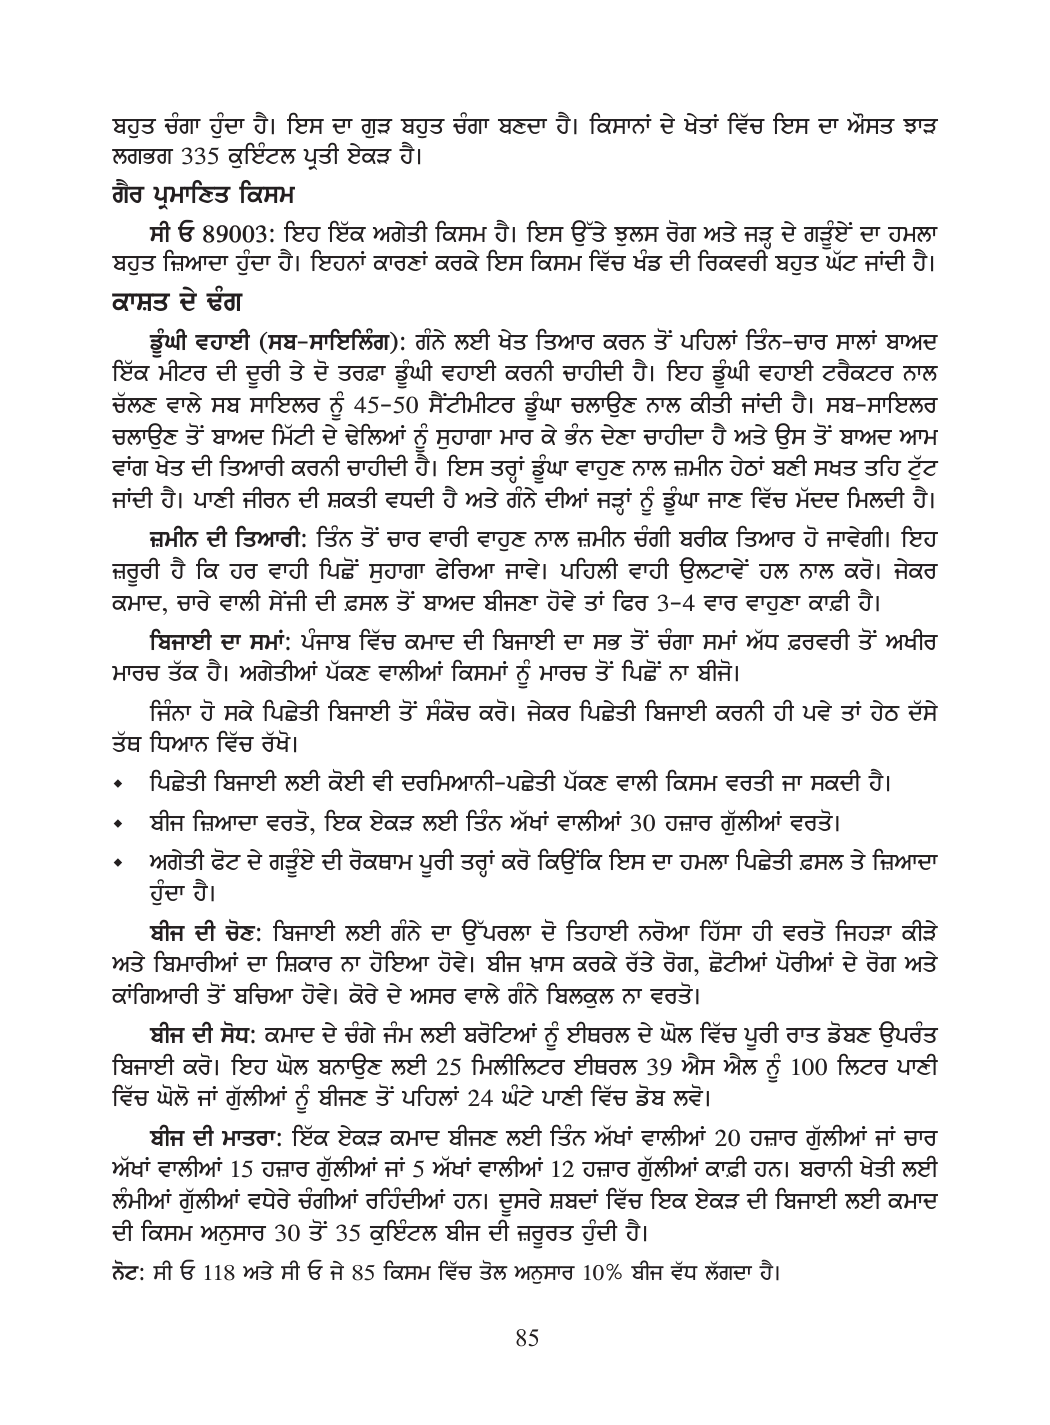 ਬਹੁਤ ਚੰਗਾ ਹੁੰਦਾ ਹੈ। ਇਸ ਦਾ ਗੁੜ ਬਹੁਤ ਚੰਗਾ ਬਣਦਾ ਹੈ। ਕਿਸਾਨਾਂ ਦੇ ਖੇਤਾਂ ਵਿੱਚ ਇਸ ਦਾ ਔਸਤ ਝਾੜ
ਲਗਭਗ 335 ਕੁਇੰਟਲ ਪ੍ਰਤੀ ਏਕੜ ਹੈ।
ਗੈਰ ਪ੍ਰਮਾਣਿਤ ਕਿਸਮ
ਸੀ ਓ 89003: ਇਹ ਇੱਕ ਅਗੇਤੀ ਕਿਸਮ ਹੈ। ਇਸ ਉੱਤੇ ਝੁਲਸ ਰੋਗ ਅਤੇ ਜੜ੍ਹ ਦੇ ਗੜੂੰਏਂ ਦਾ ਹਮਲਾ
ਬਹੁਤ ਜ਼ਿਆਦਾ ਹੁੰਦਾ ਹੈ। ਇਹਨਾਂ ਕਾਰਣਾਂ ਕਰਕੇ ਇਸ ਕਿਸਮ ਵਿੱਚ ਖੰਡ ਦੀ ਰਿਕਵਰੀ ਬਹੁਤ ਘੱਟ ਜਾਂਦੀ ਹੈ।
ਕਾਸ਼ਤ ਦੇ ਢੰਗ
ਡੂੰਘੀ ਵਹਾਈ (ਸਬ-ਸਾਇਲਿੰਗ): ਗੰਨੇ ਲਈ ਖੇਤ ਤਿਆਰ ਕਰਨ ਤੋਂ ਪਹਿਲਾਂ ਤਿੰਨ-ਚਾਰ ਸਾਲਾਂ ਬਾਅਦ
ਇੱਕ ਮੀਟਰ ਦੀ ਦੂਰੀ ਤੇ ਦੋ ਤਰਫ਼ਾ ਡੂੰਘੀ ਵਹਾਈ ਕਰਨੀ ਚਾਹੀਦੀ ਹੈ। ਇਹ ਡੂੰਘੀ ਵਹਾਈ ਟਰੈਕਟਰ ਨਾਲ
ਚੱਲਣ ਵਾਲੇ ਸਬ ਸਾਇਲਰ ਨੂੰ 45-50 ਸੈਂਟੀਮੀਟਰ ਡੂੰਘਾ ਚਲਾਉਣ ਨਾਲ ਕੀਤੀ ਜਾਂਦੀ ਹੈ। ਸਬ-ਸਾਇਲਰ
ਚਲਾਉਣ ਤੋਂ ਬਾਅਦ ਮਿੱਟੀ ਦੇ ਢੇਲਿਆਂ ਨੂੰ ਸੁਹਾਗਾ ਮਾਰ ਕੇ ਭੰਨ ਦੇਣਾ ਚਾਹੀਦਾ ਹੈ ਅਤੇ ਉਸ ਤੋਂ ਬਾਅਦ ਆਮ
ਵਾਂਗ ਖੇਤ ਦੀ ਤਿਆਰੀ ਕਰਨੀ ਚਾਹੀਦੀ ਹੈ। ਇਸ ਤਰ੍ਹਾਂ ਡੂੰਘਾ ਵਾਹੁਣ ਨਾਲ ਜ਼ਮੀਨ ਹੇਠਾਂ ਬਣੀ ਸਖਤ ਤਹਿ ਟੁੱਟ
ਜਾਂਦੀ ਹੈ। ਪਾਣੀ ਜੀਰਨ ਦੀ ਸ਼ਕਤੀ ਵਧਦੀ ਹੈ ਅਤੇ ਗੰਨੇ ਦੀਆਂ ਜੜ੍ਹਾਂ ਨੂੰ ਡੂੰਘਾ ਜਾਣ ਵਿੱਚ ਮੱਦਦ ਮਿਲਦੀ ਹੈ।
ਜ਼ਮੀਨ ਦੀ ਤਿਆਰੀ: ਤਿੰਨ ਤੋਂ ਚਾਰ ਵਾਰੀ ਵਾਹੁਣ ਨਾਲ ਜ਼ਮੀਨ ਚੰਗੀ ਬਰੀਕ ਤਿਆਰ ਹੋ ਜਾਵੇਗੀ। ਇਹ
ਜ਼ਰੂਰੀ ਹੈ ਕਿ ਹਰ ਵਾਹੀ ਪਿਛੋਂ ਸੁਹਾਗਾ ਫੇਰਿਆ ਜਾਵੇ। ਪਹਿਲੀ ਵਾਹੀ ਉਲਟਾਵੇਂ ਹਲ ਨਾਲ ਕਰੋ। ਜੇਕਰ
ਕਮਾਦ, ਚਾਰੇ ਵਾਲੀ ਸੇਂਜੀ ਦੀ ਫ਼ਸਲ ਤੋਂ ਬਾਅਦ ਬੀਜਣਾ ਹੋਵੇ ਤਾਂ ਫਿਰ 3-4 ਵਾਰ ਵਾਹੁਣਾ ਕਾਫ਼ੀ ਹੈ।
ਬਿਜਾਈ ਦਾ ਸਮਾਂ: ਪੰਜਾਬ ਵਿੱਚ ਕਮਾਦ ਦੀ ਬਿਜਾਈ ਦਾ ਸਭ ਤੋਂ ਚੰਗਾ ਸਮਾਂ ਅੱਧ ਫ਼ਰਵਰੀ ਤੋਂ ਅਖੀਰ
ਮਾਰਚ ਤੱਕ ਹੈ। ਅਗੇਤੀਆਂ ਪੱਕਣ ਵਾਲੀਆਂ ਕਿਸਮਾਂ ਨੂੰ ਮਾਰਚ ਤੋਂ ਪਿਛੋਂ ਨਾ ਬੀਜੋ।
ਜਿੰਨਾ ਹੋ ਸਕੇ ਪਿਛੇਤੀ ਬਿਜਾਈ ਤੋਂ ਸੰਕੋਚ ਕਰੋ। ਜੇਕਰ ਪਿਛੇਤੀ ਬਿਜਾਈ ਕਰਨੀ ਹੀ ਪਵੇ ਤਾਂ ਹੇਠ ਦੱਸੇ
ਤੱਥ ਧਿਆਨ ਵਿੱਚ ਰੱਖੋ।
⬩ ਪਿਛੇਤੀ ਬਿਜਾਈ ਲਈ ਕੋਈ ਵੀ ਦਰਮਿਆਨੀ-ਪਛੇਤੀ ਪੱਕਣ ਵਾਲੀ ਕਿਸਮ ਵਰਤੀ ਜਾ ਸਕਦੀ ਹੈ।
⬩ ਬੀਜ ਜ਼ਿਆਦਾ ਵਰਤੋ, ਇਕ ਏਕੜ ਲਈ ਤਿੰਨ ਅੱਖਾਂ ਵਾਲੀਆਂ 30 ਹਜ਼ਾਰ ਗੁੱਲੀਆਂ ਵਰਤੋ।
⬩ ਅਗੇਤੀ ਫੋਟ ਦੇ ਗੜੂੰਏ ਦੀ ਰੋਕਥਾਮ ਪੂਰੀ ਤਰ੍ਹਾਂ ਕਰੋ ਕਿਉਂਕਿ ਇਸ ਦਾ ਹਮਲਾ ਪਿਛੇਤੀ ਫ਼ਸਲ ਤੇ ਜ਼ਿਆਦਾ
ਹੁੰਦਾ ਹੈ।
ਬੀਜ ਦੀ ਚੋਣ: ਬਿਜਾਈ ਲਈ ਗੰਨੇ ਦਾ ਉੱਪਰਲਾ ਦੋ ਤਿਹਾਈ ਨਰੋਆ ਹਿੱਸਾ ਹੀ ਵਰਤੋ ਜਿਹੜਾ ਕੀੜੇ
ਅਤੇ ਬਿਮਾਰੀਆਂ ਦਾ ਸ਼ਿਕਾਰ ਨਾ ਹੋਇਆ ਹੋਵੇ। ਬੀਜ ਖ਼ਾਸ ਕਰਕੇ ਰੱਤੇ ਰੋਗ, ਛੋਟੀਆਂ ਪੋਰੀਆਂ ਦੇ ਰੋਗ ਅਤੇ
ਕਾਂਗਿਆਰੀ ਤੋਂ ਬਚਿਆ ਹੋਵੇ। ਕੋਰੇ ਦੇ ਅਸਰ ਵਾਲੇ ਗੰਨੇ ਬਿਲਕੁਲ ਨਾ ਵਰਤੋ।
ਬੀਜ ਦੀ ਸੋਧ: ਕਮਾਦ ਦੇ ਚੰਗੇ ਜੰਮ ਲਈ ਬਰੋਟਿਆਂ ਨੂੰ ਈਥਰਲ ਦੇ ਘੋਲ ਵਿੱਚ ਪੂਰੀ ਰਾਤ ਡੋਬਣ ਉਪਰੰਤ
ਬਿਜਾਈ ਕਰੋ। ਇਹ ਘੋਲ ਬਨਾਉਣ ਲਈ 25 ਮਿਲੀਲਿਟਰ ਈਥਰਲ 39 ਐਸ ਐਲ ਨੂੰ 100 ਲਿਟਰ ਪਾਣੀ
ਵਿੱਚ ਘੋਲੋ ਜਾਂ ਗੁੱਲੀਆਂ ਨੂੰ ਬੀਜਣ ਤੋਂ ਪਹਿਲਾਂ 24 ਘੰਟੇ ਪਾਣੀ ਵਿੱਚ ਡੋਬ ਲਵੋ।
ਬੀਜ ਦੀ ਮਾਤਰਾ: ਇੱਕ ਏਕੜ ਕਮਾਦ ਬੀਜਣ ਲਈ ਤਿੰਨ ਅੱਖਾਂ ਵਾਲੀਆਂ 20 ਹਜ਼ਾਰ ਗੁੱਲੀਆਂ ਜਾਂ ਚਾਰ
ਅੱਖਾਂ ਵਾਲੀਆਂ 15 ਹਜ਼ਾਰ ਗੁੱਲੀਆਂ ਜਾਂ 5 ਅੱਖਾਂ ਵਾਲੀਆਂ 12 ਹਜ਼ਾਰ ਗੁੱਲੀਆਂ ਕਾਫ਼ੀ ਹਨ। ਬਰਾਨੀ ਖੇਤੀ ਲਈ
ਲੰਮੀਆਂ ਗੁੱਲੀਆਂ ਵਧੇਰੇ ਚੰਗੀਆਂ ਰਹਿੰਦੀਆਂ ਹਨ। ਦੂਸਰੇ ਸ਼ਬਦਾਂ ਵਿੱਚ ਇਕ ਏਕੜ ਦੀ ਬਿਜਾਈ ਲਈ ਕਮਾਦ
ਦੀ ਕਿਸਮ ਅਨੁਸਾਰ 30 ਤੋਂ 35 ਕੁਇੰਟਲ ਬੀਜ ਦੀ ਜ਼ਰੂਰਤ ਹੁੰਦੀ ਹੈ।
ਨੋਟ: ਸੀ ਓ 118 ਅਤੇ ਸੀ ਓ ਜੇ 85 ਕਿਸਮ ਵਿੱਚ ਤੋਲ ਅਨੁਸਾਰ 10% ਬੀਜ ਵੱਧ ਲੱਗਦਾ ਹੈ।
85